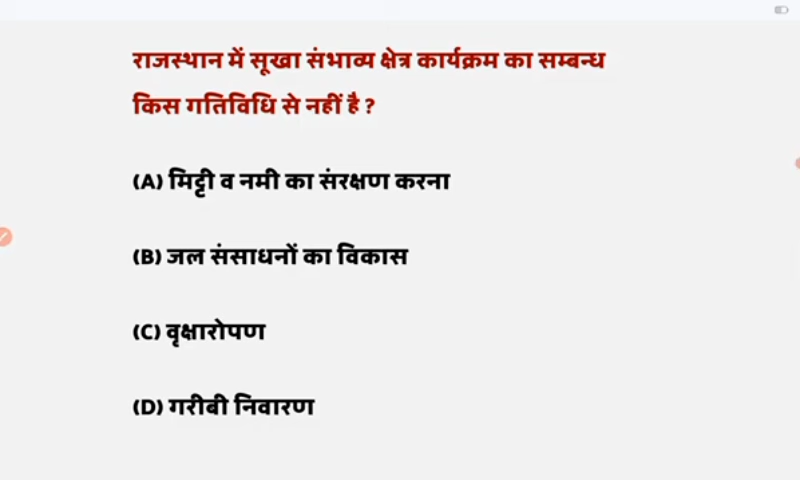 राजस्थान में सूखा संभाव्य क्षेत्र कार्यक्रम का सम्बन्ध
किस गतिविधि से नहीं है ?
(A) मिट्टी व नमी का संरक्षण करना
(B) जल संसाधनों का विकास
(C) वृक्षारोपण
(D) गरीबी निवारण